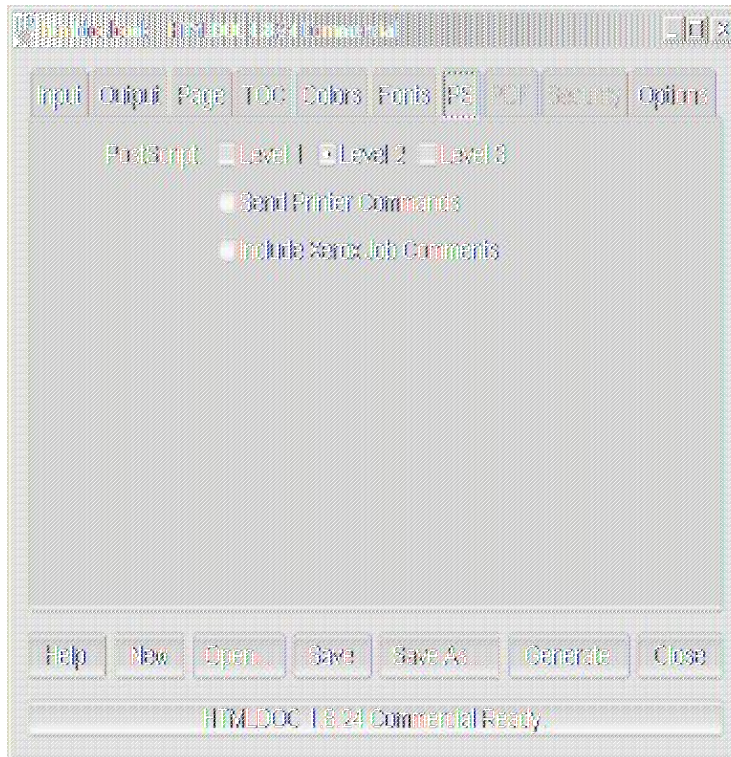 HTMLDOC 1.8.24 Commercial
Input Output Page TOC Colors Fonts PS PDF Security Options
PostScript: Level 1 Level 2 Level 3
Send Printer Commands
Include Xerox Job Comments
Help New Open... Save Save As... Generate Close
HTMLDOC 1.8.24 Commercial Ready.